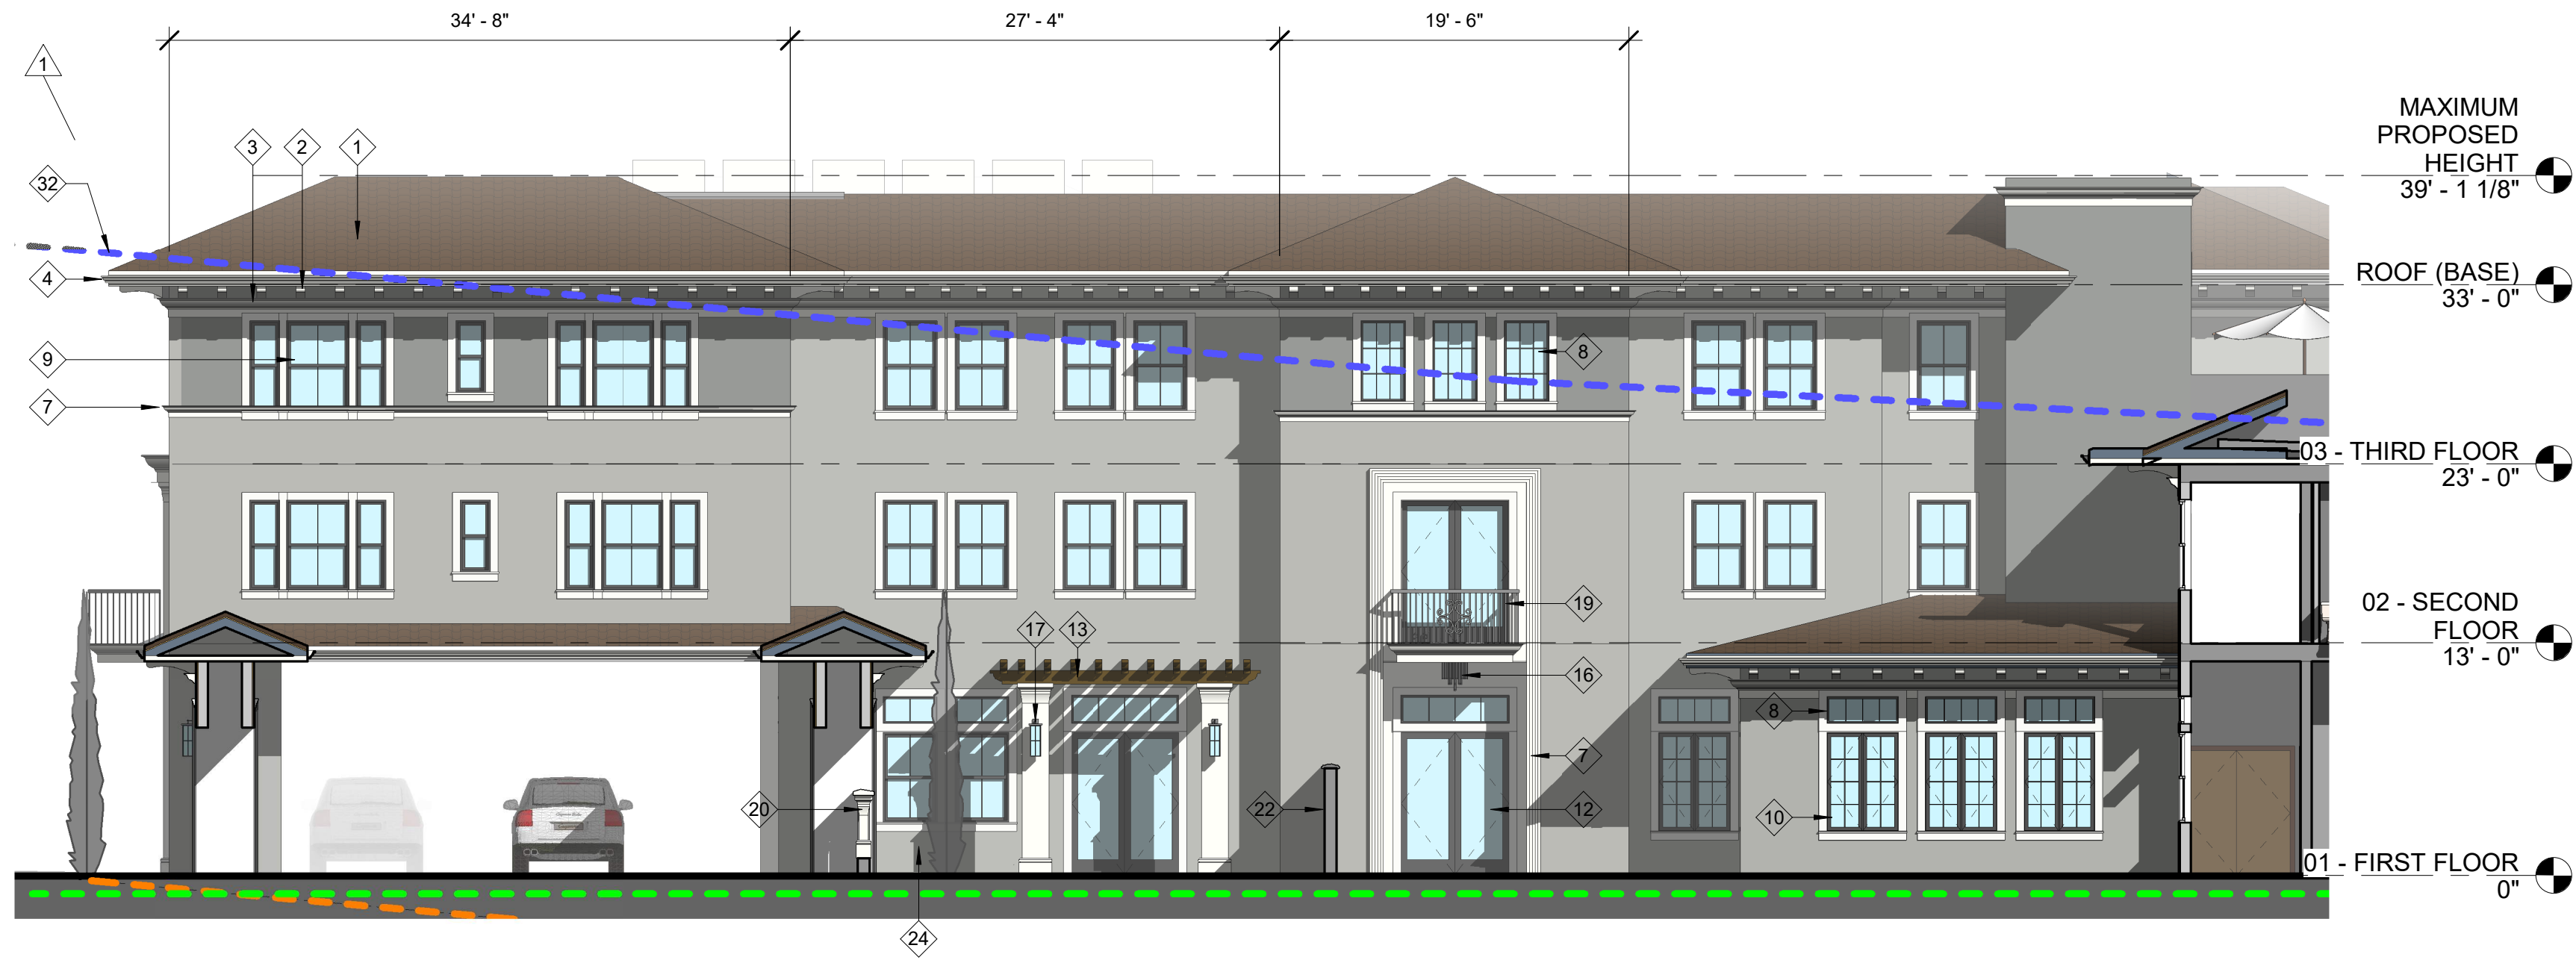 34' - 8"
27' - 4"
19' - 6"
1
MAXIMUM
PROPOSED
HEIGHT
39' - 1 1/8"
3
2
1
32
4
ROOF (BASE)
33' - 0"
9
8
7
03 - THIRD FLOOR
23' - 0"
19
02 - SECOND
FLOOR
13' - 0"
17
13
16
8
7
20
22
12
10
01 - FIRST FLOOR
0"
24